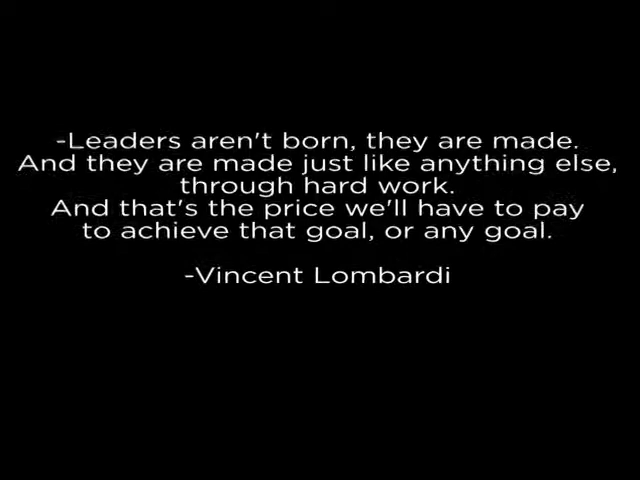 -Leaders aren't born, they are made.
And they are made just like anything else,
through hard work.
And that's the price we'll have to pay
to achieve that goal, or any goal.
-Vincent Lombardi